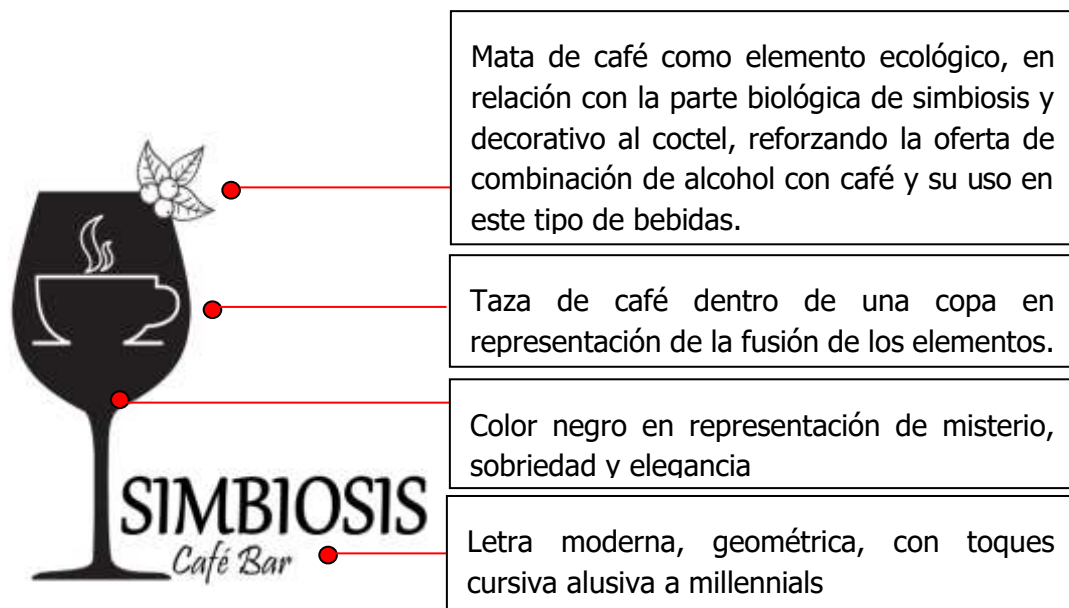 Mata de café como elemento ecológico, en
relación con la parte biológica de simbiosis y
decorativo al coctel, reforzando la oferta de
combinación de alcohol con café y su uso en
este tipo de bebidas.
Taza de café dentro de una copa en
representación de la fusión de los elementos.
Color negro en representación de misterio,
sobriedad y elegancia
SIMBIOSIS
Café Bar
Letra moderna, geométrica, con toques
cursiva alusiva a millennials